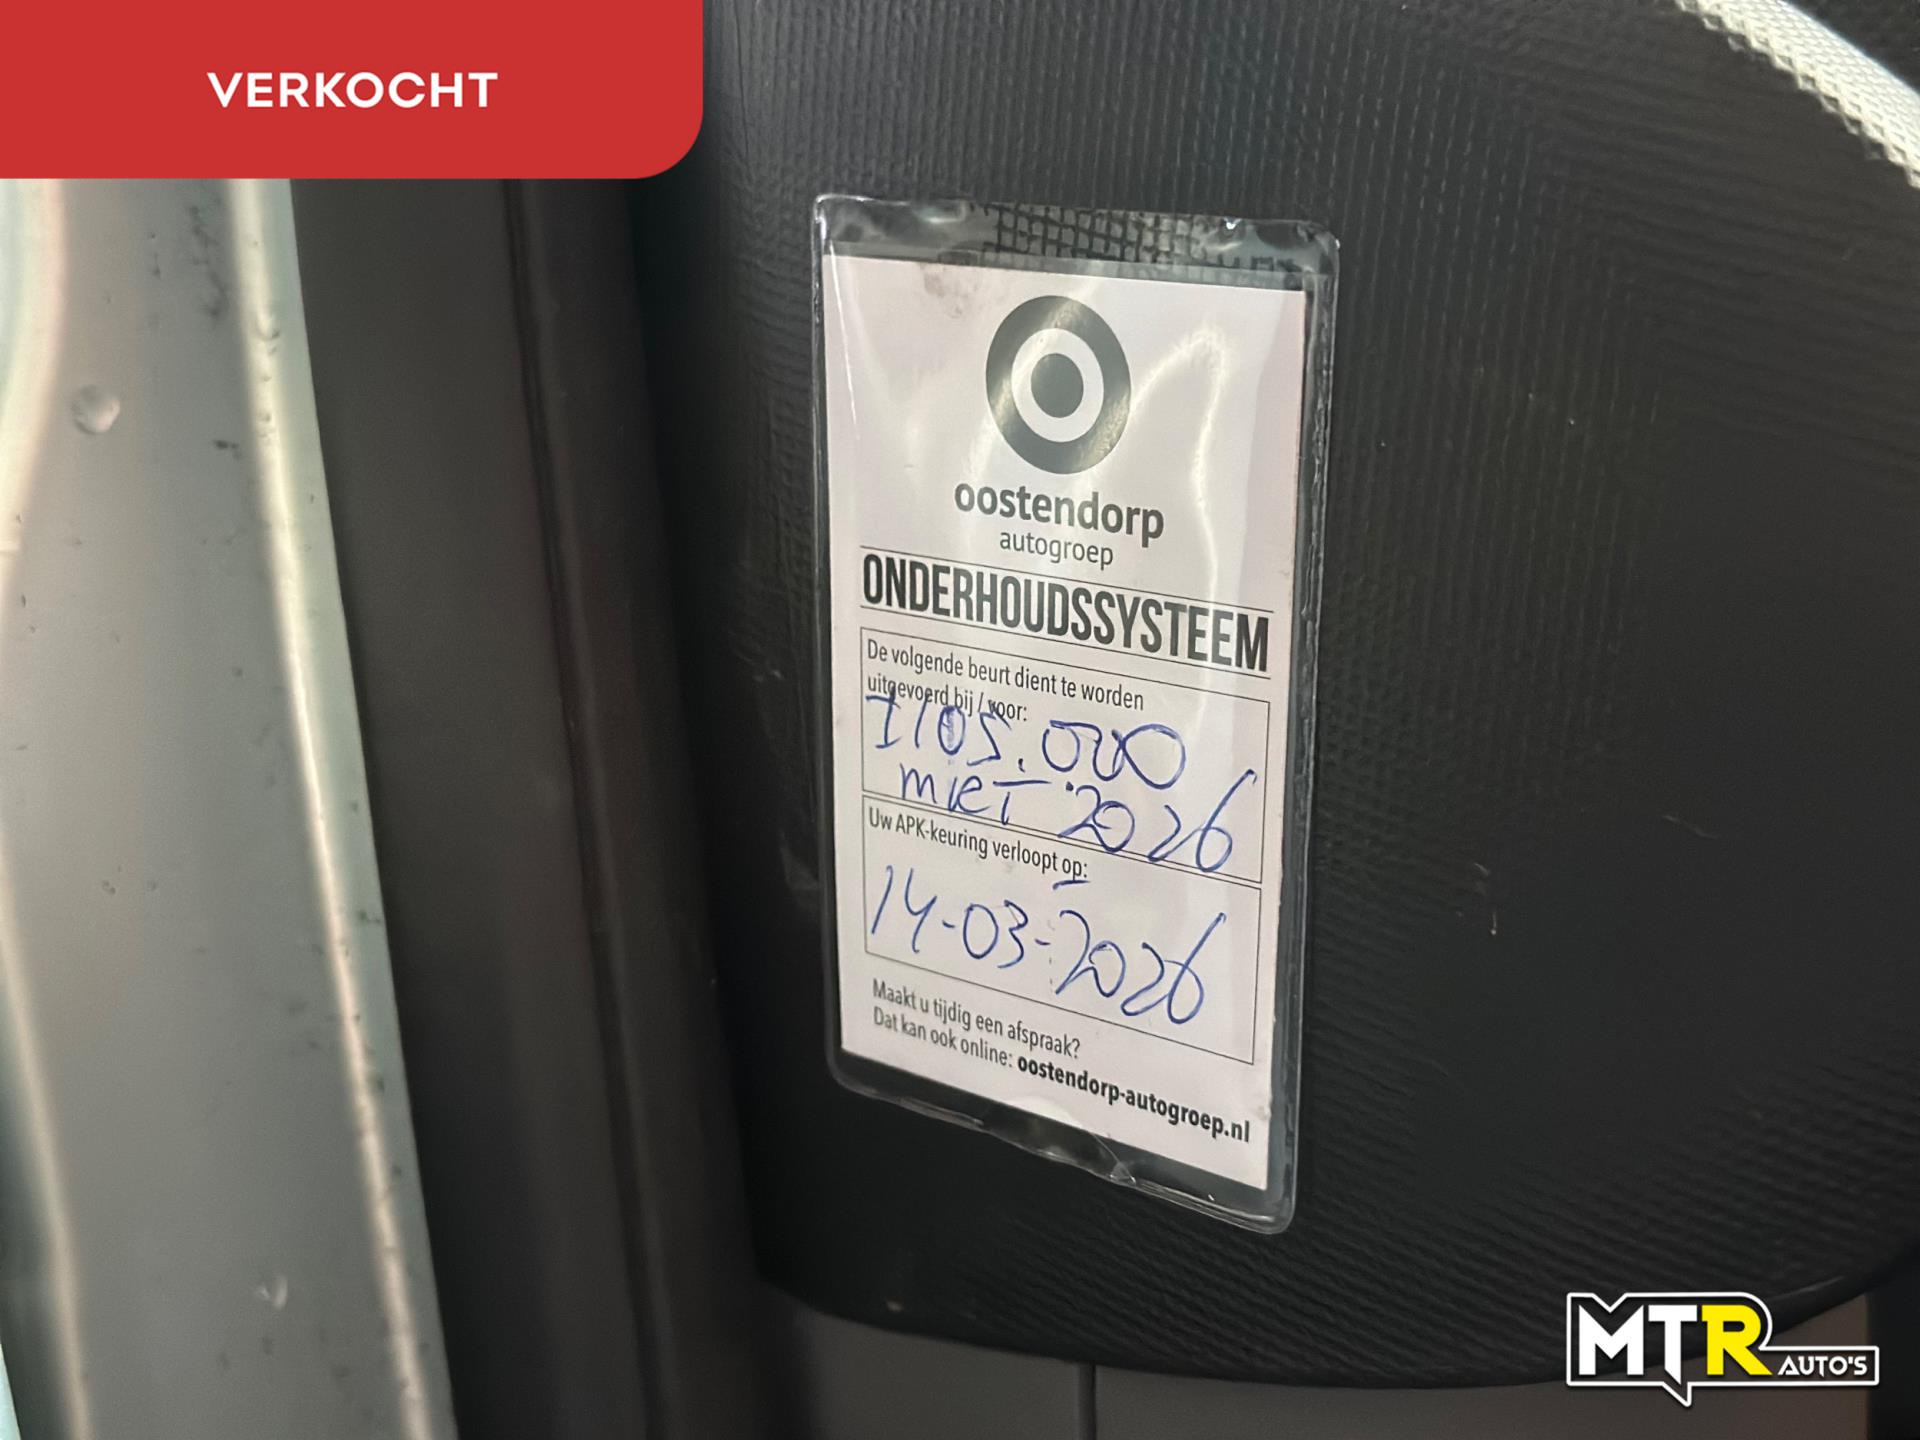 VERKOCHT
oostendorp
autogroep
ONDERHOUDSSYSTEEM
De volgende beurt dient te worden
uitgevoerd bij / voor:
105.000
2026
Uw APK-keuring verloopt op:
14-03-2026
Maakt u tijdig een afspraak?
Dat kan ook online: oostendorp-autogroep.nl
MTR AUTO'S